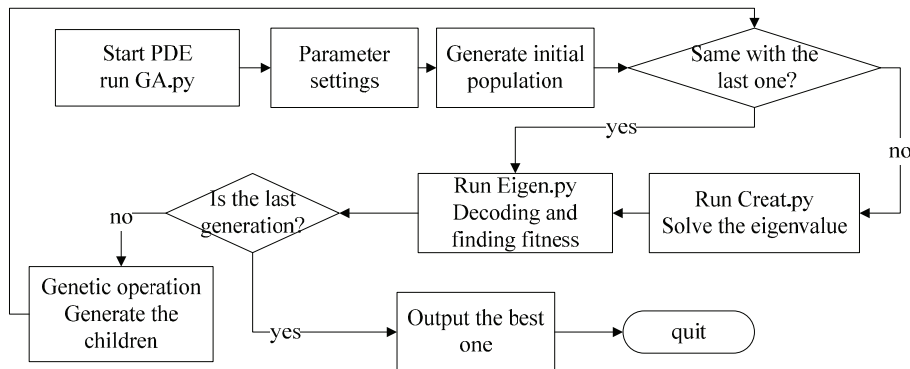 Start PDE
run GA.py
Parameter
settings
Generate initial
population
Same with the
last one?
yes
no
Is the last
generation?
Run Eigen.py
Decoding and
finding fitness
Run Creat.py
Solve the eigenvalue
no
Genetic operation
Generate the
children
yes
Output the best
one
quit